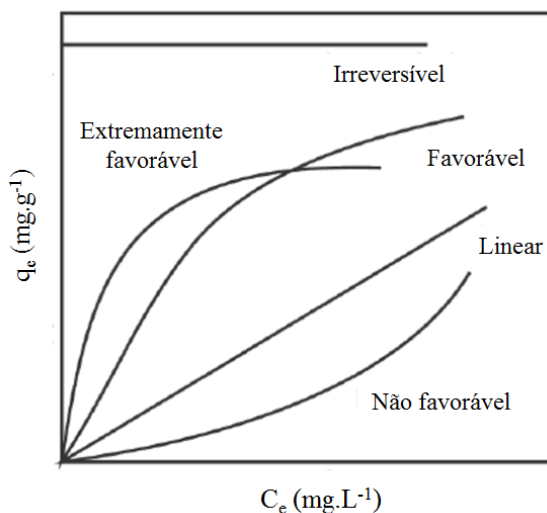 Irreversível
Extremamente
favorável
Favorável
Linear
Não favorável
qₑ (mg.g⁻¹)
Cₑ (mg.L⁻¹)